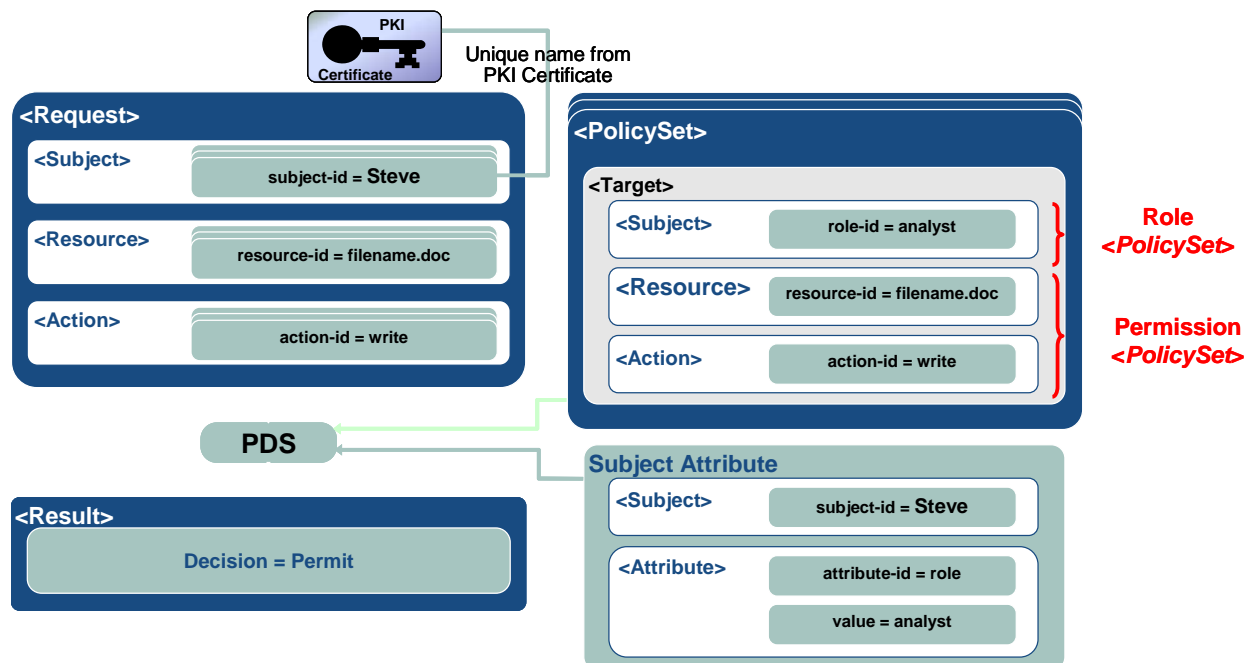 PKI
Certificate
Unique name from
PKI Certificate
<Request>
<Subject>
subject-id = Steve
<Resource>
resource-id = filename.doc
<Action>
action-id = write
<PolicySet>
<Target>
<Subject>
role-id = analyst
<Resource>
resource-id = filename.doc
<Action>
action-id = write
Role
<PolicySet>
Permission
<PolicySet>
PDS
<Result>
Decision = Permit
Subject Attribute
<Subject>
subject-id = Steve
<Attribute>
attribute-id = role
value = analyst